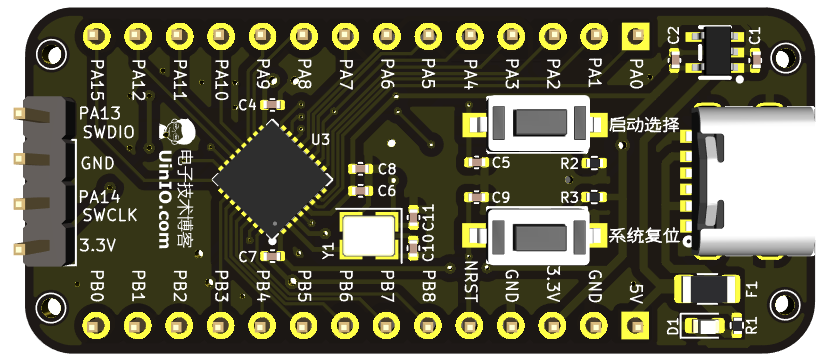 PA15
PA12
PA11
PA10
PA9
PA8
PA7
PA6
PA5
PA4
PA3
PA2
PA1
PA0
C2
C1
PA13
SWDIO
GND
PA14
SWCLK
3.3V
电子技术博客
UinIO.com
C4
U3
C8
C6
C7
Y1
C11
C10
C5
C9
启动选择
R2
R3
系统复位
PB0
PB1
PB2
PB3
PB4
PB5
PB6
PB7
PB8
NRST
GND
3.3V
GND
5V
F1
D1
R1